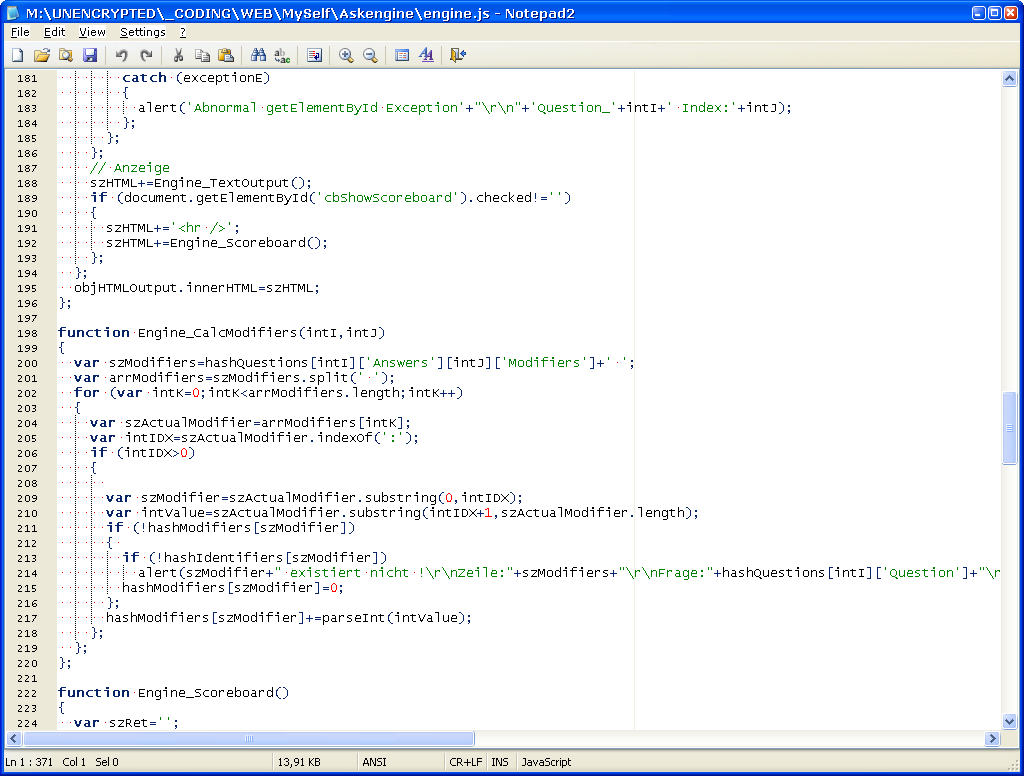 M:\UNENCRYPTED\_CODING\WEB\MySelf\Askengine\engine.js - Notepad2
File Edit View Settings ?
181 catch (exceptionE)
182 {
183 alert('Abnormal getElementById Exception'+"\r\n"+'Question_'+intI+' Index:'+intJ);
184 };
185 };
186 };
187 // Anzeige
188 szHTML+=Engine_TextOutput();
189 if (document.getElementById('cbShowScoreboard').checked!='')
190 {
191 szHTML+='<hr />';
192 szHTML+=Engine_Scoreboard();
193 };
194 };
195 objHTMLOutput.innerHTML=szHTML;
196 };
197
198 function Engine_CalcModifiers(intI,intJ)
199 {
200 var szModifiers=hashQuestions[intI]['Answers'][intJ]['Modifiers']+' ';
201 var arrModifiers=szModifiers.split(' ');
202 for (var intK=0;intK<arrModifiers.length;intK++)
203 {
204 var szActualModifier=arrModifiers[intK];
205 var intIDX=szActualModifier.indexOf(':');
206 if (intIDX>0)
207 {
208
209 var szModifier=szActualModifier.substring(0,intIDX);
210 var intValue=szActualModifier.substring(intIDX+1,szActualModifier.length);
211 if (!hashModifiers[szModifier])
212 {
213 if (!hashIdentifiers[szModifier])
214 alert(szModifier+" existiert nicht !\r\nZeile:"+szModifiers+"\r\nFrage:"+hashQuestions[intI]['Question']+"\r
215 hashModifiers[szModifier]=0;
216 };
217 hashModifiers[szModifier]+=parseInt(intValue);
218 };
219 };
220 };
221
222 function Engine_Scoreboard()
223 {
224 var szRet='';
Ln 1 : 371 Col 1 Sel 0 13,91 KB ANSI CR+LF INS JavaScript